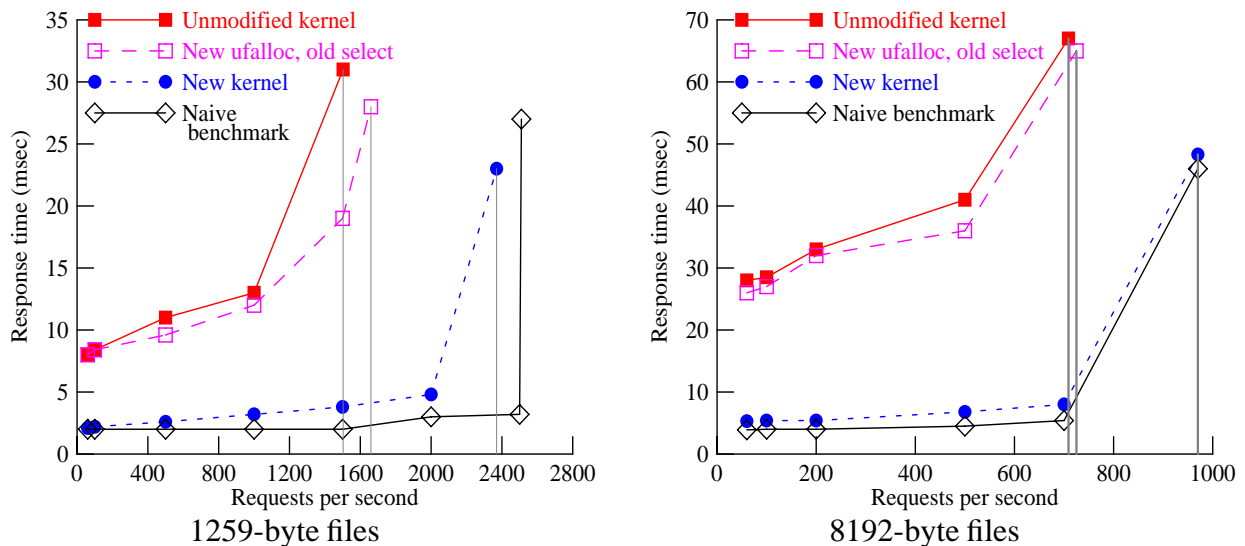 35
30
25
20
15
10
5
0
Response time (msec)
Unmodified kernel
New ufalloc, old select
New kernel
Naive
benchmark
0 400 800 1200 1600 2000 2400 2800
Requests per second
1259-byte files
70
60
50
40
30
20
10
0
Response time (msec)
Unmodified kernel
New ufalloc, old select
New kernel
Naive benchmark
0 200 400 600 800 1000
Requests per second
8192-byte files